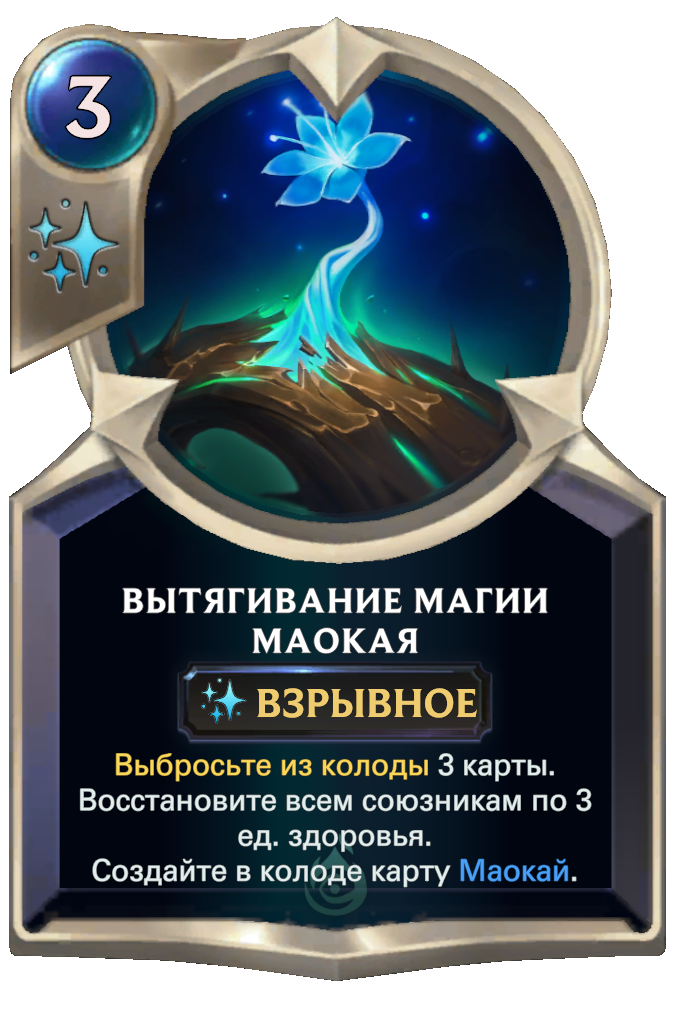 3
ВЫТЯГИВАНИЕ МАГИИ
МАОКАЯ
ВЗРЫВНОЕ
Выбросьте из колоды 3 карты.
Восстановите всем союзникам по 3
ед. здоровья.
Создайте в колоде карту Маокай.